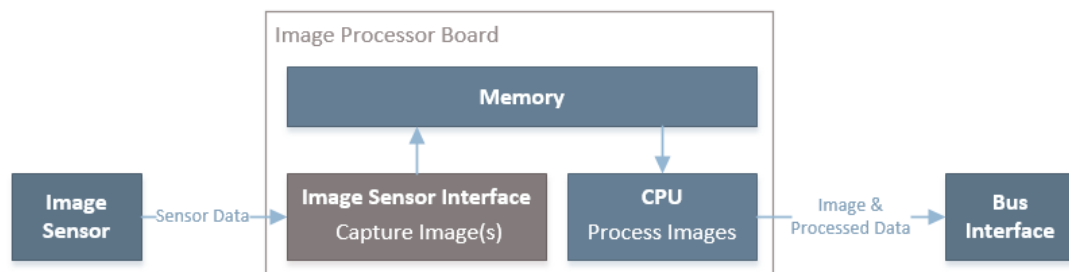 Image Processor Board
Memory
Image
Sensor
Sensor Data
Image Sensor Interface
Capture Image(s)
CPU
Process Images
Image &
Processed Data
Bus
Interface